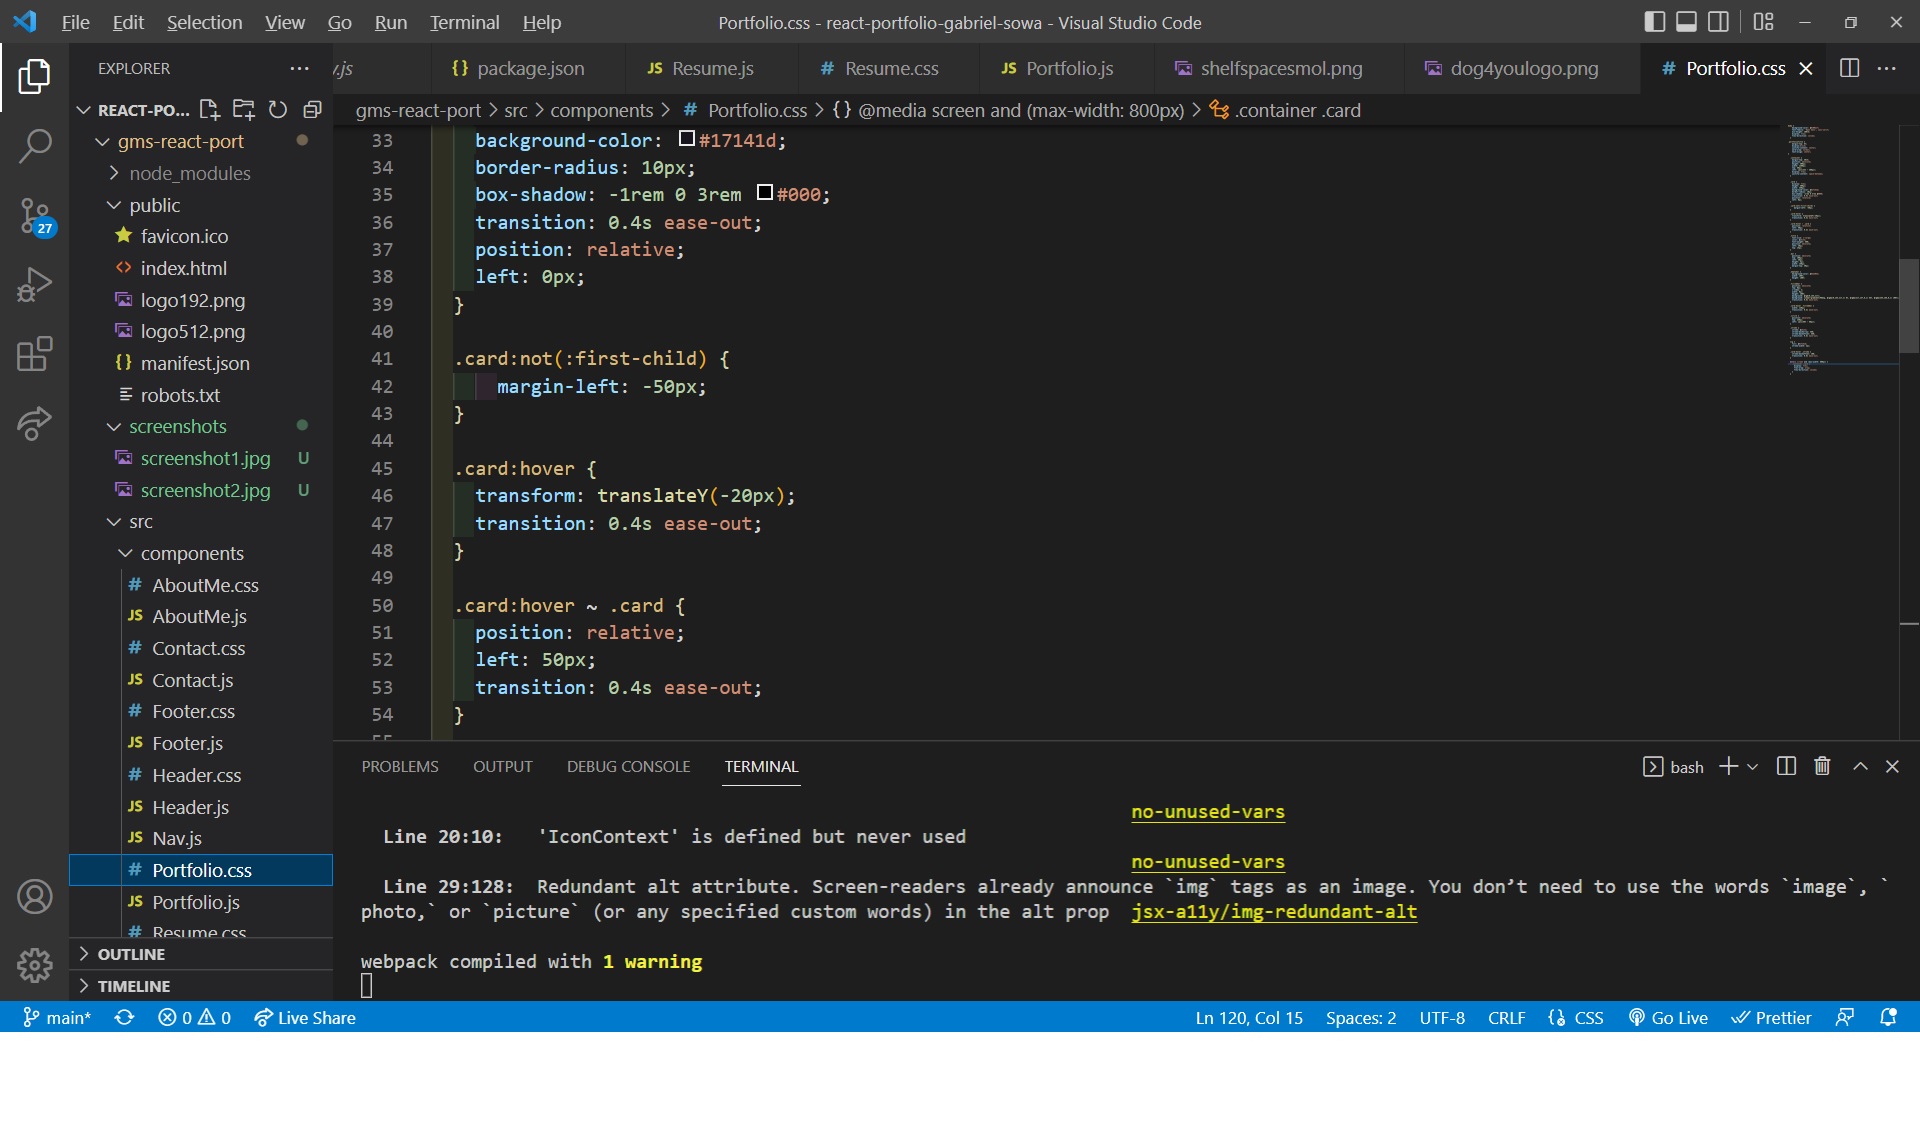 File Edit Selection View Go Run Terminal Help Portfolio.css - react-portfolio-gabriel-sowa - Visual Studio Code
EXPLORER ··· .js {} package.json JS Resume.js # Resume.css JS Portfolio.js shelfspacesmol.png dog4youlogo.png # Portfolio.css ···
REACT-PO... gms-react-port > src > components > # Portfolio.css > {} @media screen and (max-width: 800px) > .container .card
gms-react-port
node_modules
public
favicon.ico
<> index.html
logo192.png
logo512.png
{} manifest.json
robots.txt
screenshots
screenshot1.jpg U
screenshot2.jpg U
src
components
# AboutMe.css
JS AboutMe.js
# Contact.css
JS Contact.js
# Footer.css
JS Footer.js
# Header.css
JS Header.js
JS Nav.js
# Portfolio.css
JS Portfolio.js
# Resume.css
OUTLINE
TIMELINE
27
33 background-color: #17141d;
34 border-radius: 10px;
35 box-shadow: -1rem 0 3rem #000;
36 transition: 0.4s ease-out;
37 position: relative;
38 left: 0px;
39 }
40
41 .card:not(:first-child) {
42 margin-left: -50px;
43 }
44
45 .card:hover {
46 transform: translateY(-20px);
47 transition: 0.4s ease-out;
48 }
49
50 .card:hover ~ .card {
51 position: relative;
52 left: 50px;
53 transition: 0.4s ease-out;
54 }
55
PROBLEMS OUTPUT DEBUG CONSOLE TERMINAL bash
no-unused-vars
Line 20:10: 'IconContext' is defined but never used
no-unused-vars
Line 29:128: Redundant alt attribute. Screen-readers already announce `img` tags as an image. You don’t need to use the words `image`, `
photo,` or `picture` (or any specified custom words) in the alt prop jsx-a11y/img-redundant-alt
webpack compiled with 1 warning
main* 0 0 Live Share Ln 120, Col 15 Spaces: 2 UTF-8 CRLF CSS Go Live Prettier